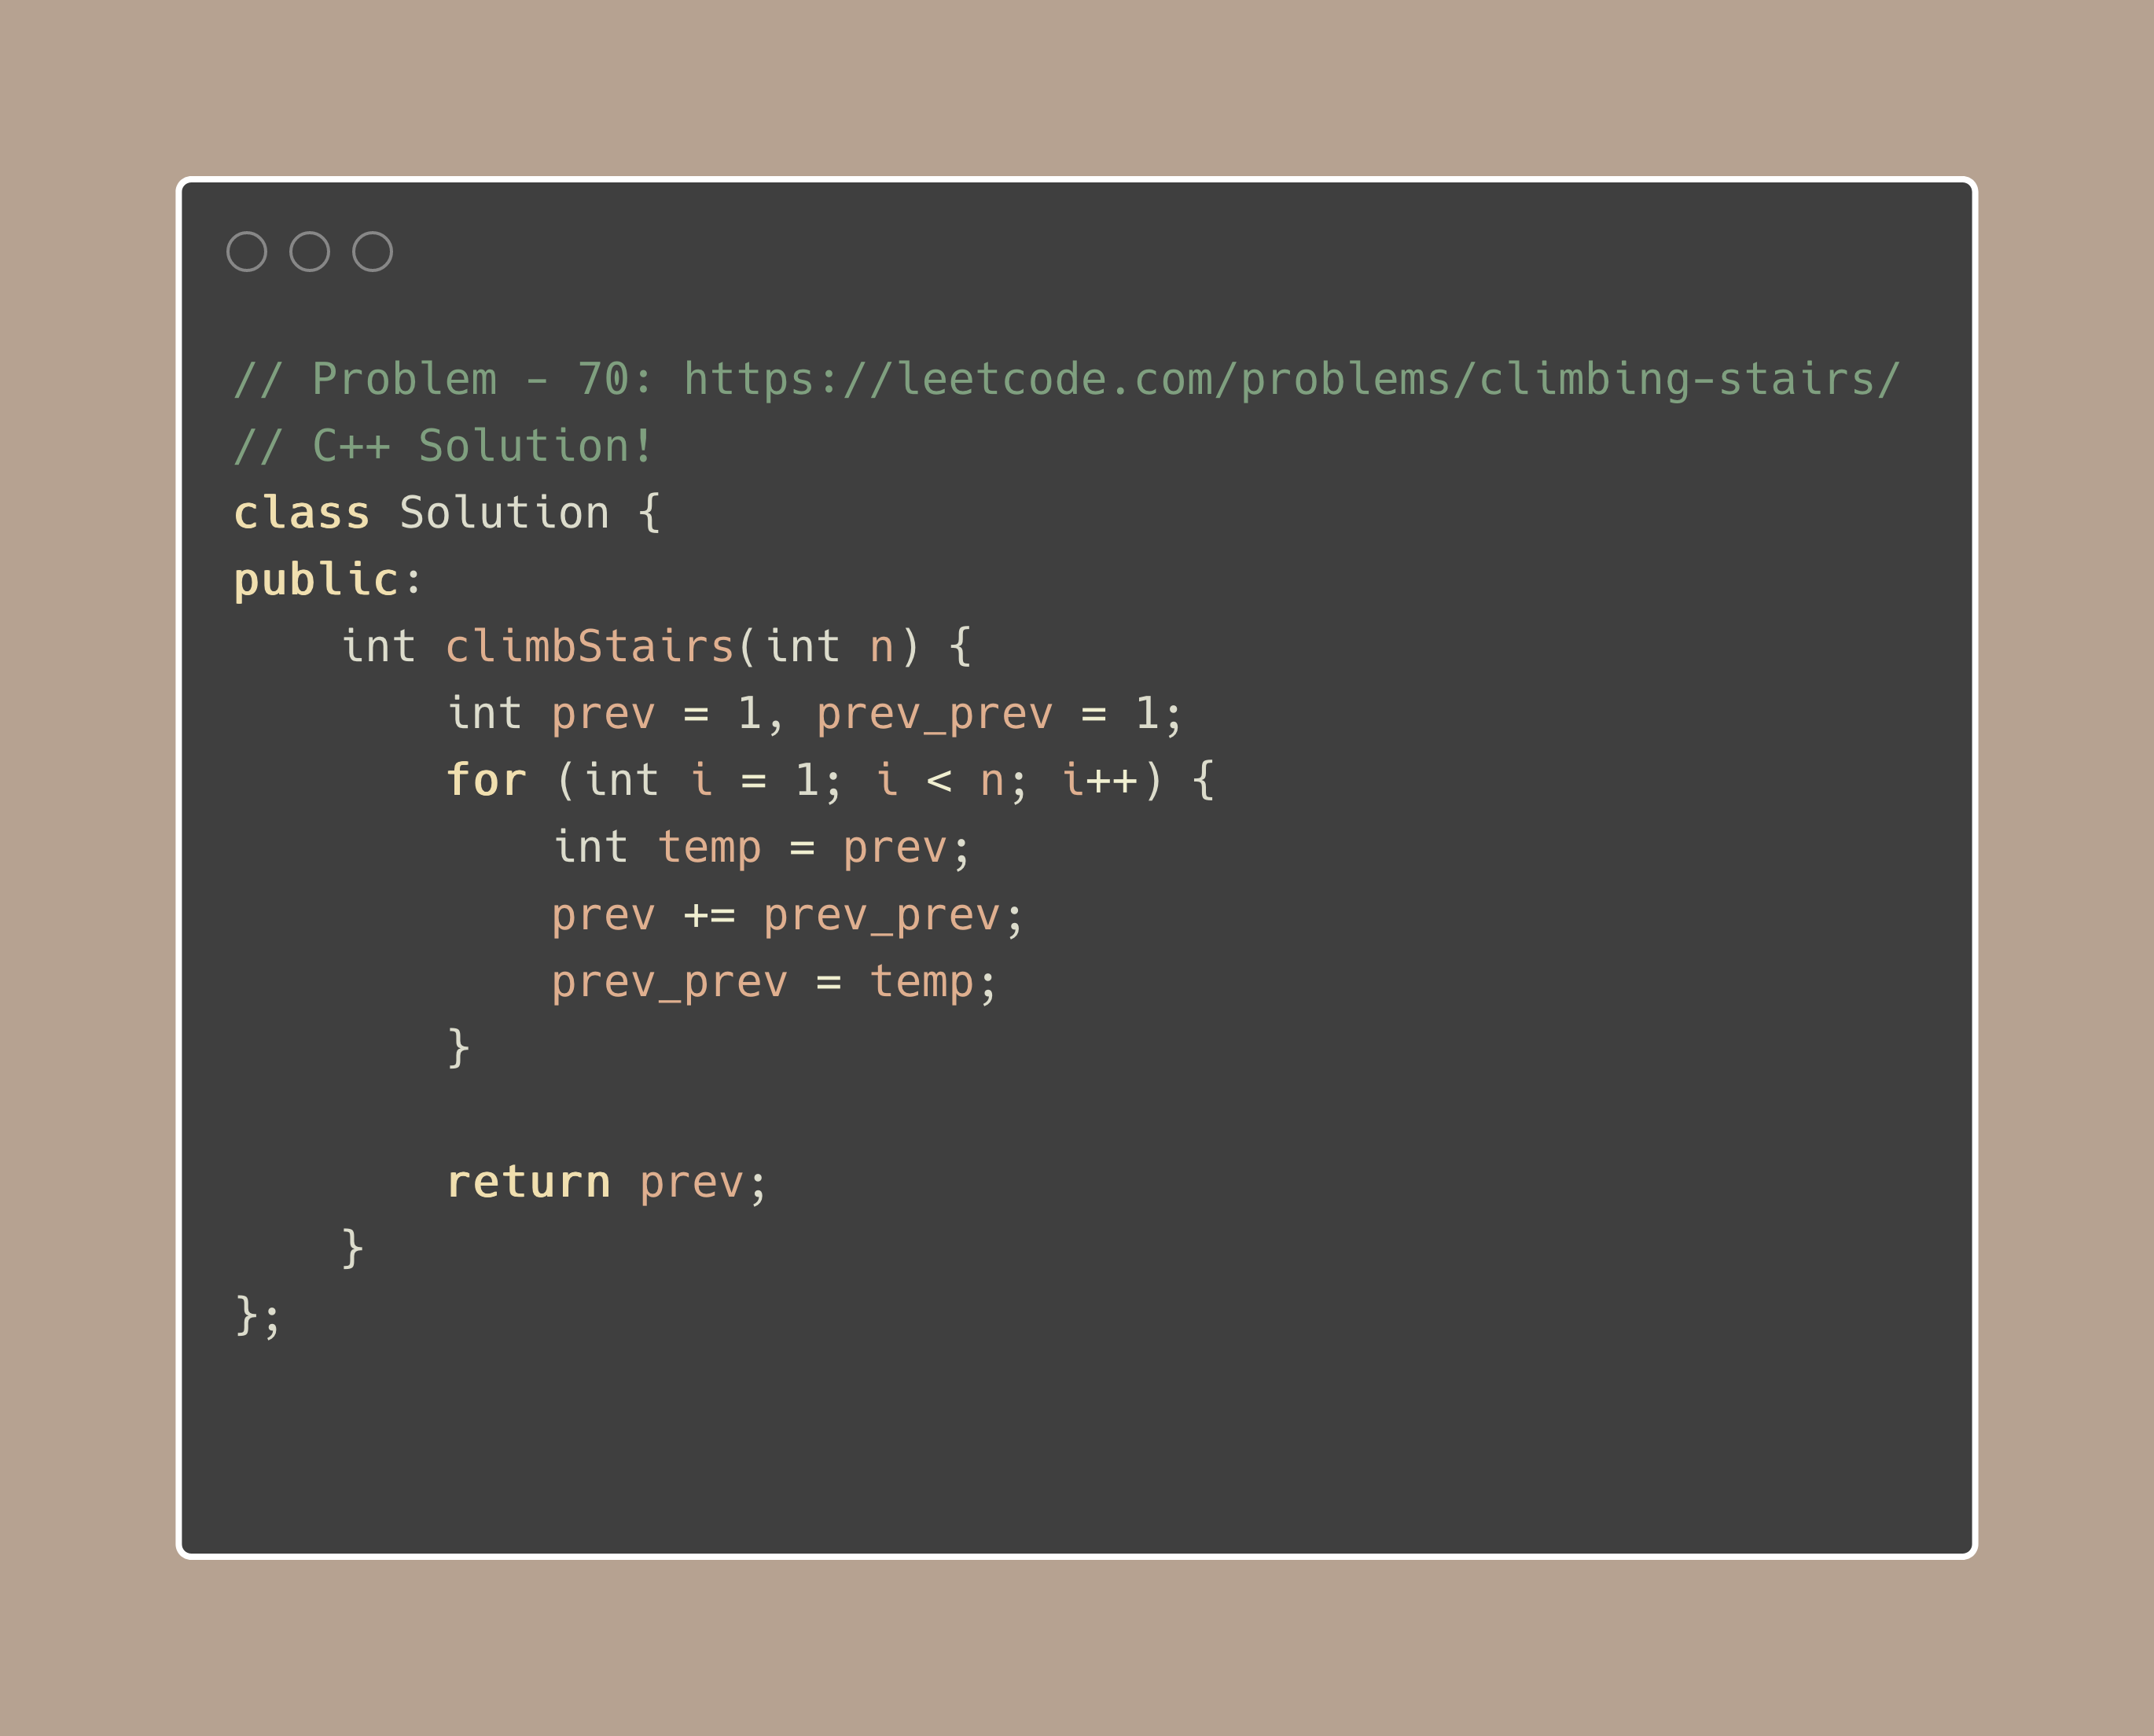 // Problem - 70: https://leetcode.com/problems/climbing-stairs/
// C++ Solution!
class Solution {
public:
    int climbStairs(int n) {
        int prev = 1, prev_prev = 1;
        for (int i = 1; i < n; i++) {
            int temp = prev;
            prev += prev_prev;
            prev_prev = temp;
        }

        return prev;
    }
};